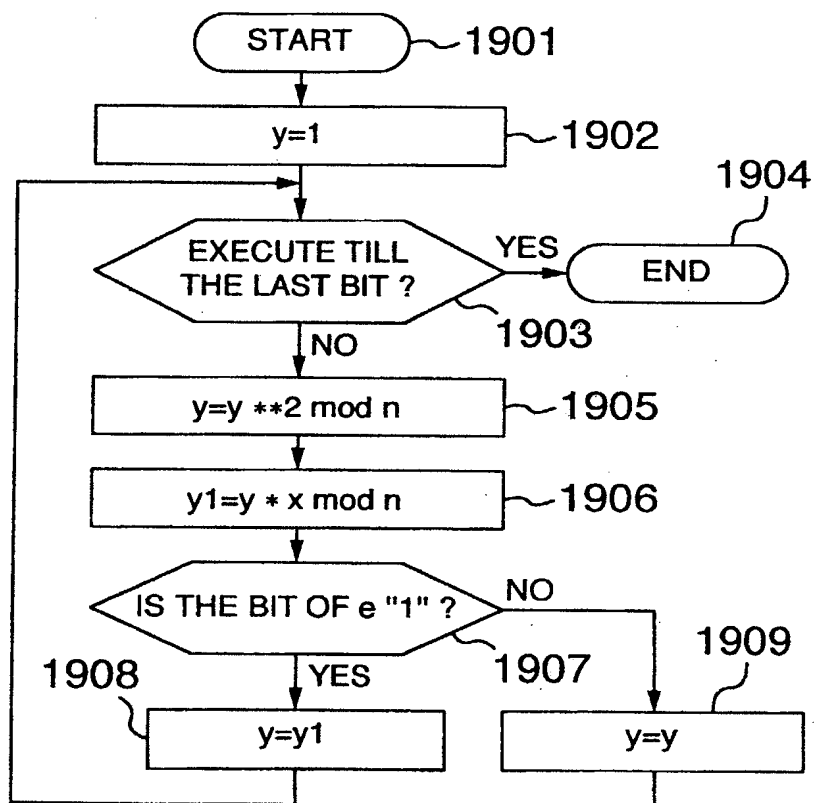 START
1901
y=1
1902
1904
EXECUTE TILL
THE LAST BIT ?
YES
END
1903
NO
y=y **2 mod n
1905
y1=y * x mod n
1906
IS THE BIT OF e "1" ?
NO
1907
1909
1908
YES
y=y1
y=y